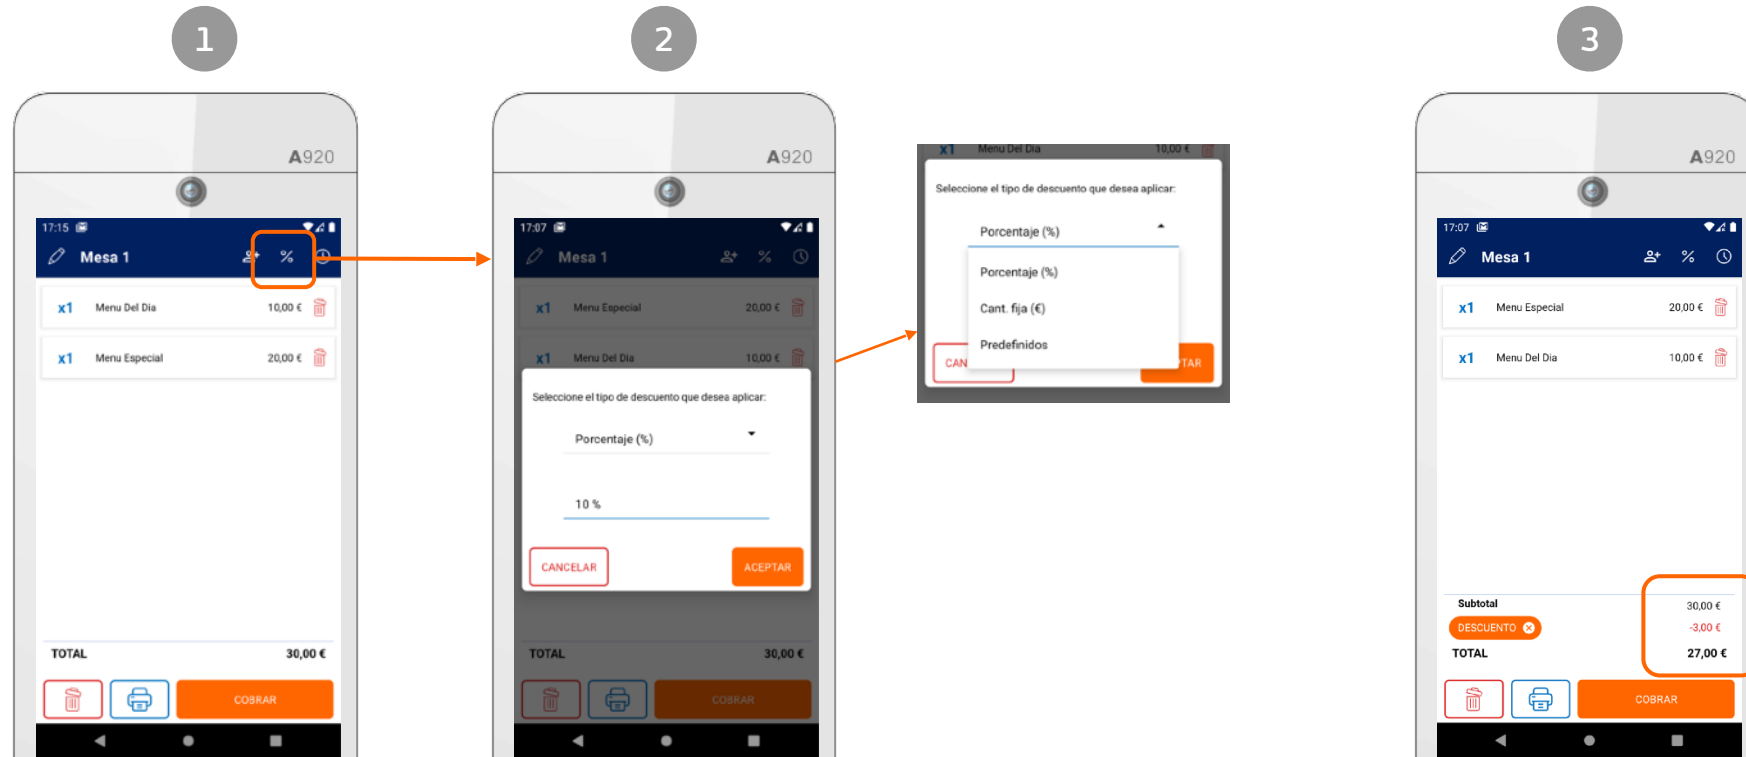 1
A920
17:15
Mesa 1
%
x1 Menu Del Dia 10,00 €
x1 Menu Especial 20,00 €
TOTAL 30,00 €
COBRAR
2
A920
17:07
Mesa 1
%
x1 Menu Especial 20,00 €
x1 Menu Del Dia 10,00 €
Seleccione el tipo de descuento que desea aplicar:
Porcentaje (%)
10 %
CANCELAR ACEPTAR
TOTAL 30,00 €
COBRAR
x1 Menu Del Dia 10,00 €
Seleccione el tipo de descuento que desea aplicar:
Porcentaje (%)
Porcentaje (%)
Cant. fija (€)
Predefinidos
CAN PTAR
3
A920
17:07
Mesa 1
%
x1 Menu Especial 20,00 €
x1 Menu Del Dia 10,00 €
Subtotal 30,00 €
DESCUENTO -3,00 €
TOTAL 27,00 €
COBRAR